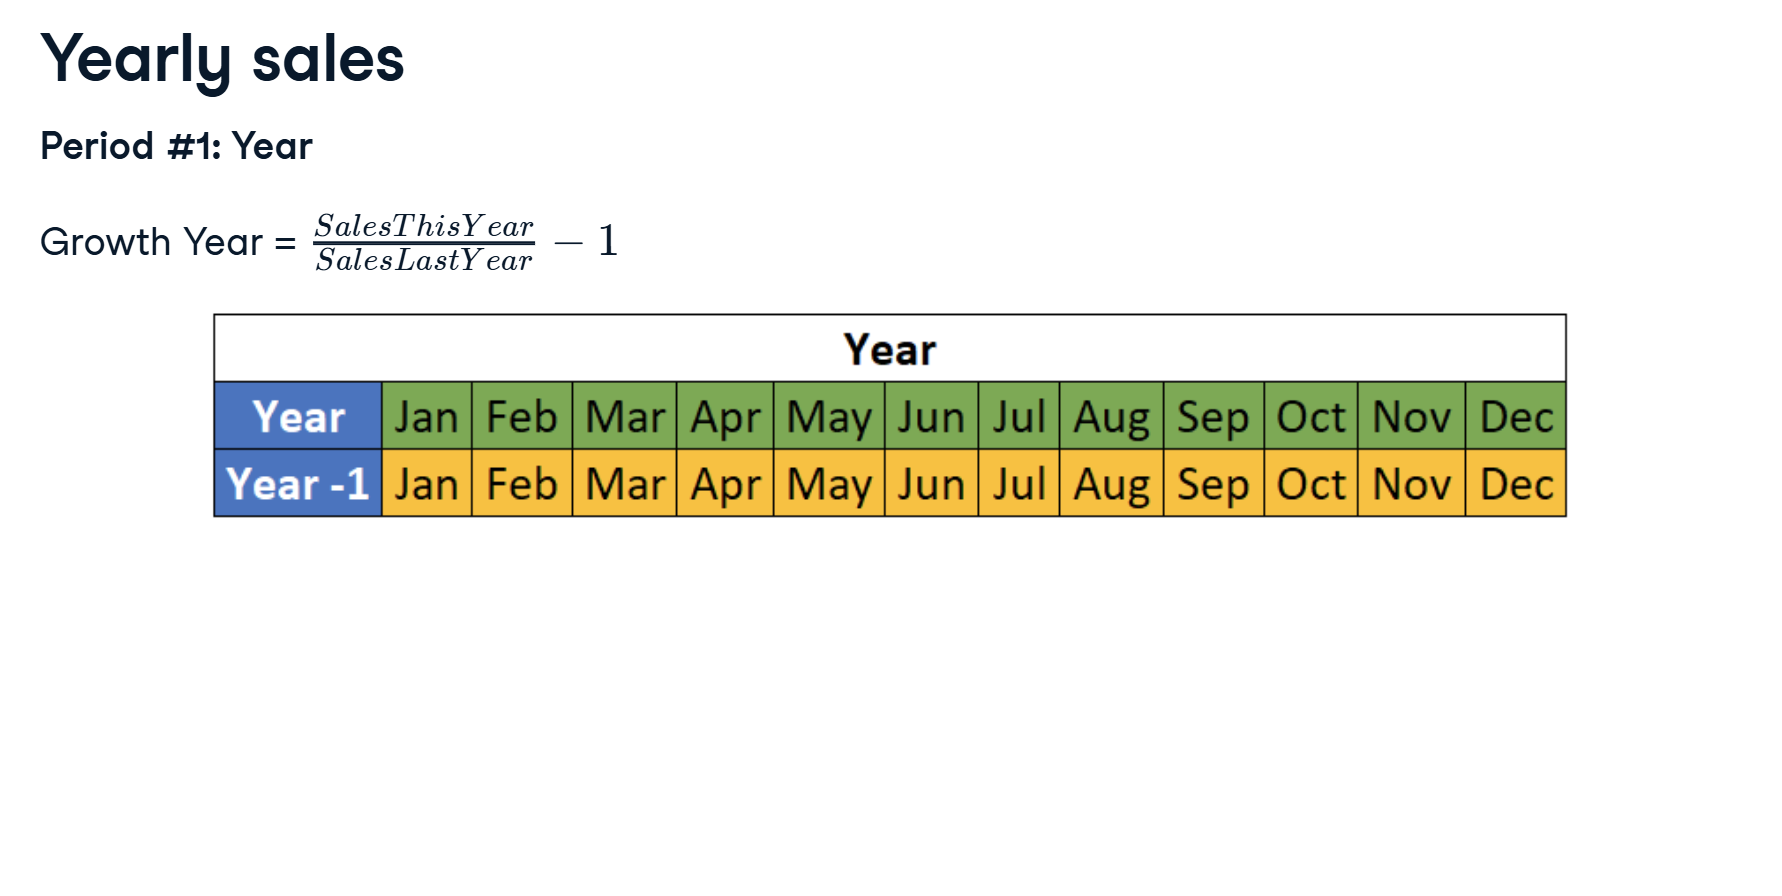 Yearly sales
Period #1: Year
Growth Year = SalesThisYear / SalesLastYear − 1
Year
Year Jan Feb Mar Apr May Jun Jul Aug Sep Oct Nov Dec
Year -1 Jan Feb Mar Apr May Jun Jul Aug Sep Oct Nov Dec